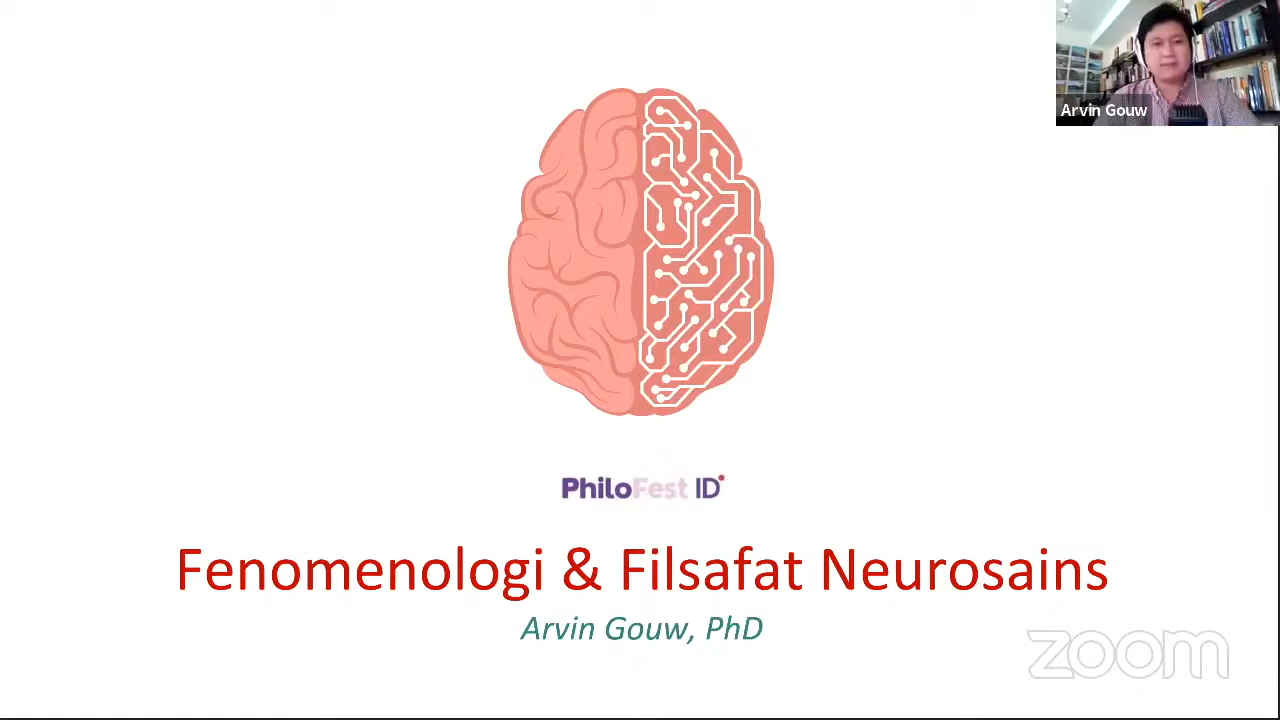 Arvin Gouw
PhiloFest ID
Fenomenologi & Filsafat Neurosains
Arvin Gouw, PhD
zoom